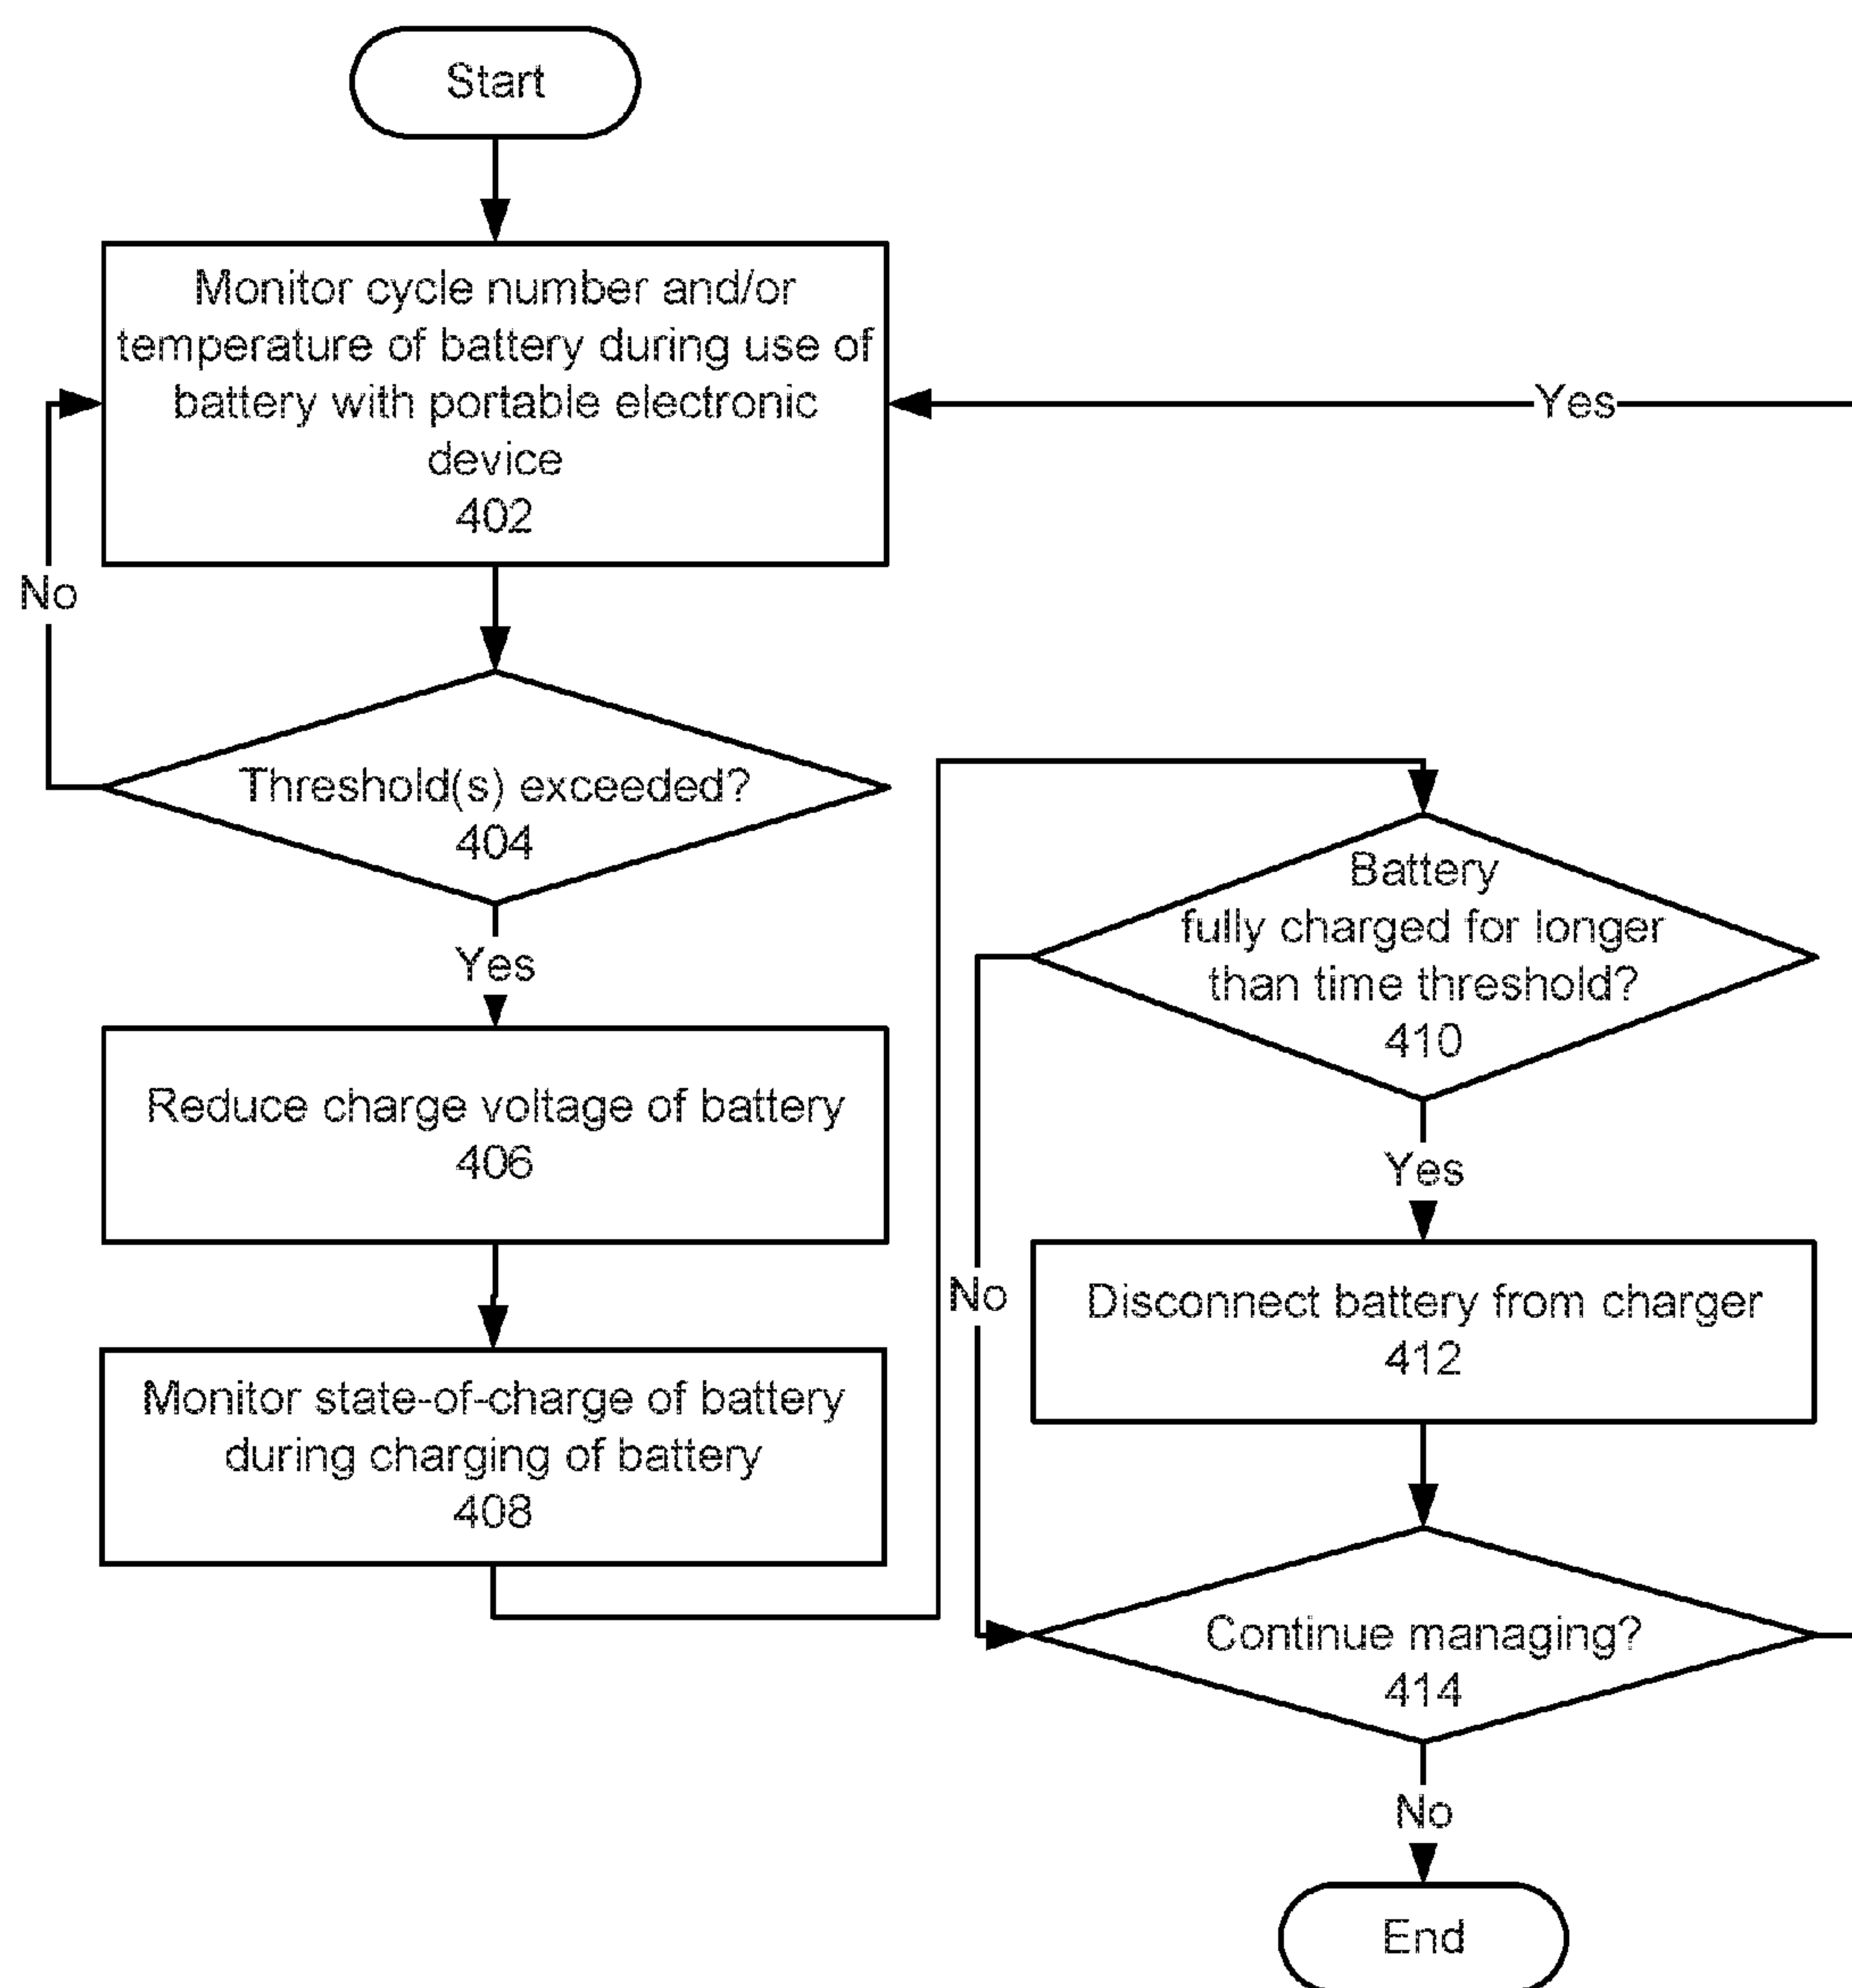 Start
Monitor cycle number and/or
temperature of battery during use of
battery with portable electronic
device
402
Yes
No
Threshold(s) exceeded?
404
Yes
Reduce charge voltage of battery
406
Monitor state-of-charge of battery
during charging of battery
408
Battery
fully charged for longer
than time threshold?
410
Yes
No
Disconnect battery from charger
412
Continue managing?
414
No
End